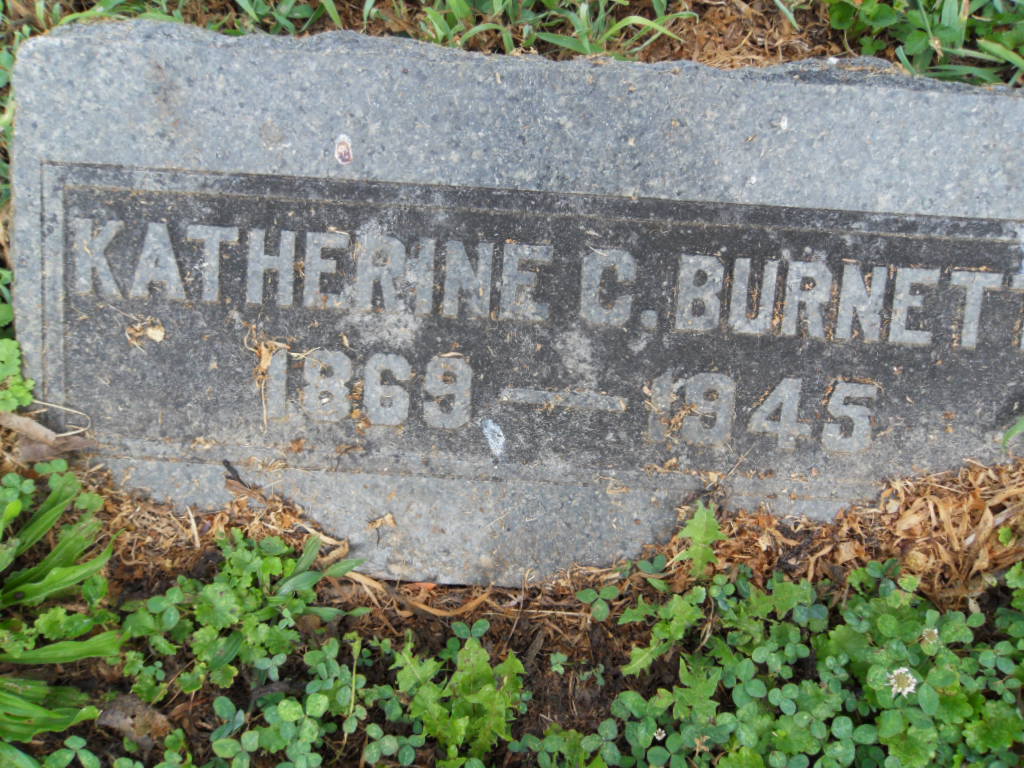 KATHERINE C. BURNETT
1869 — 1945